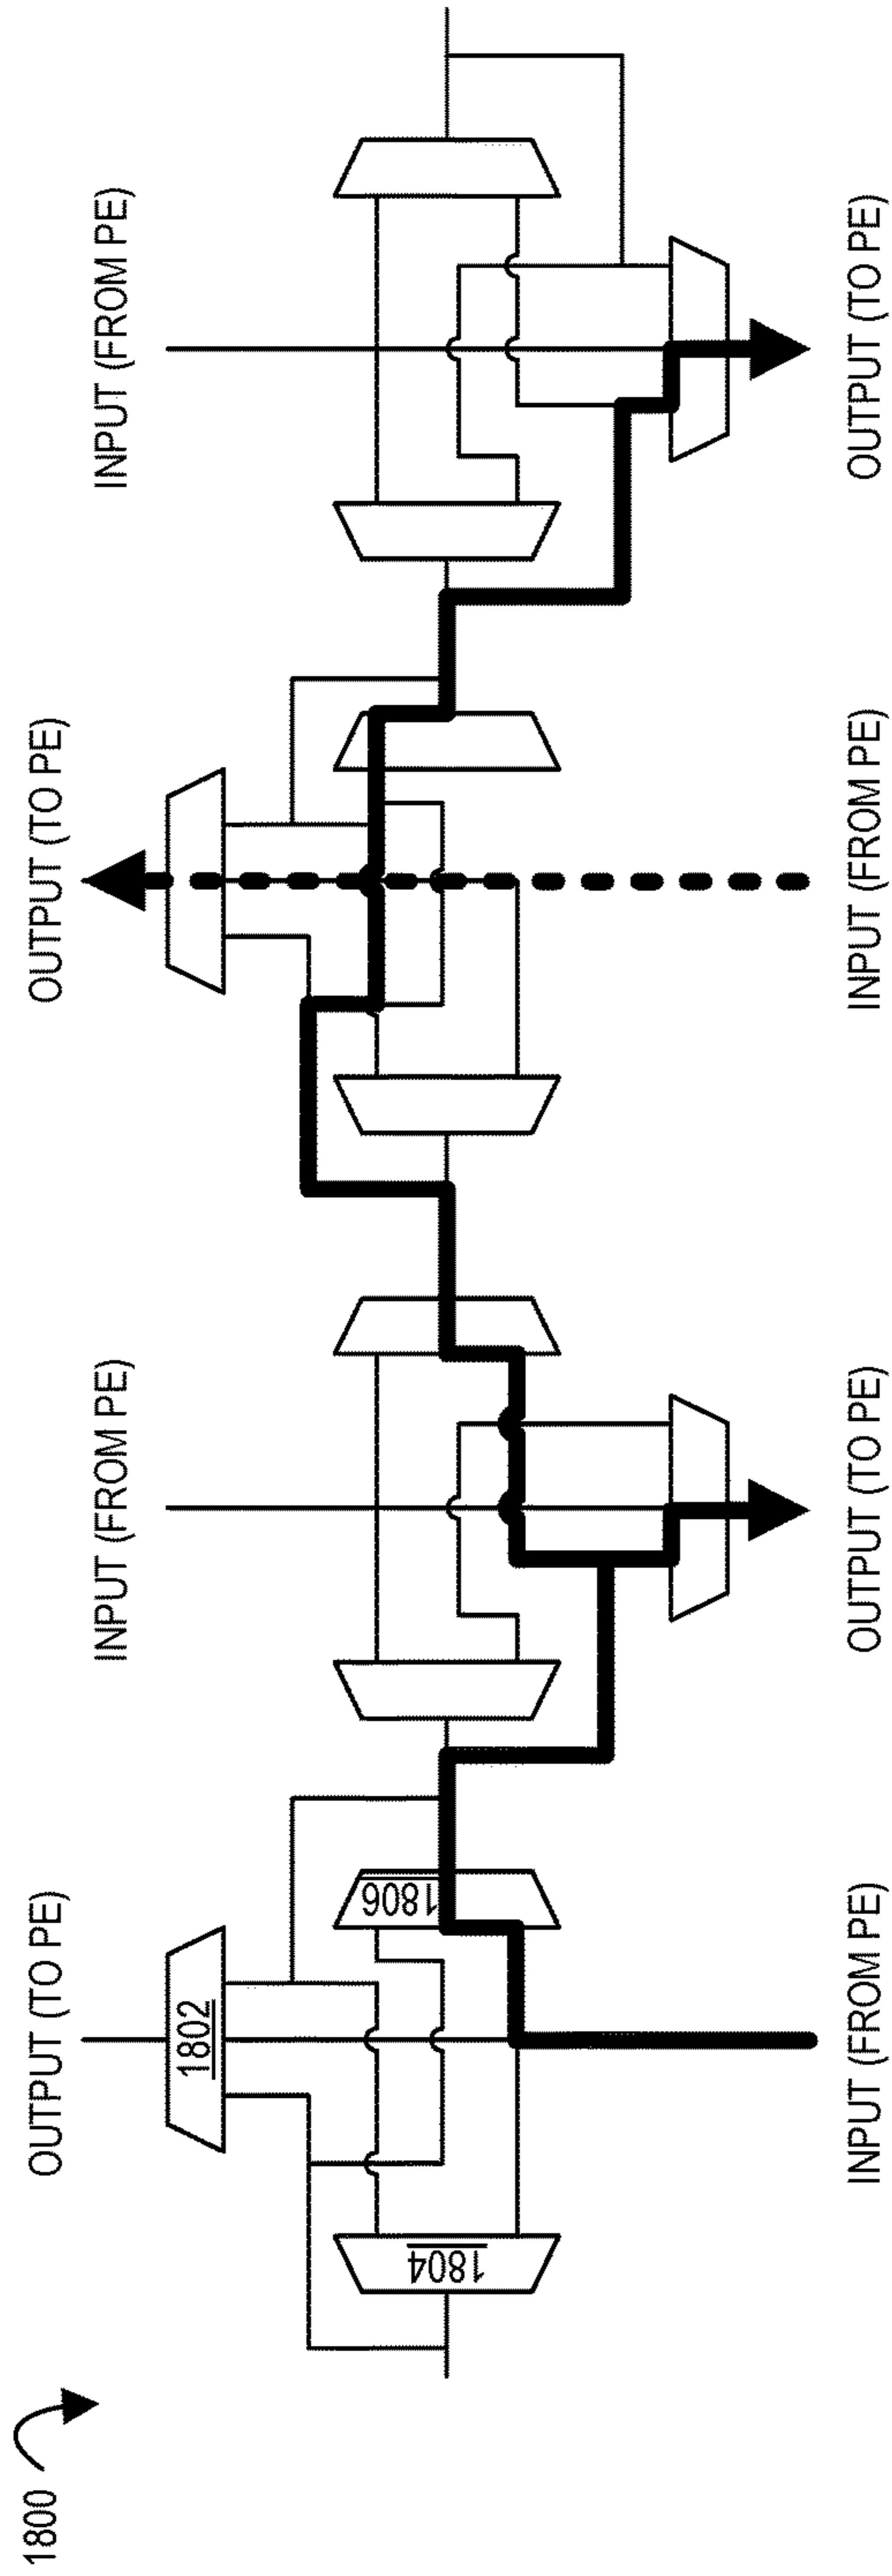 INPUT (FROM PE)
OUTPUT (TO PE)
OUTPUT (TO PE)
INPUT (FROM PE)
INPUT (FROM PE)
OUTPUT (TO PE)
OUTPUT (TO PE)
1802
1806
1804
INPUT (FROM PE)
1800